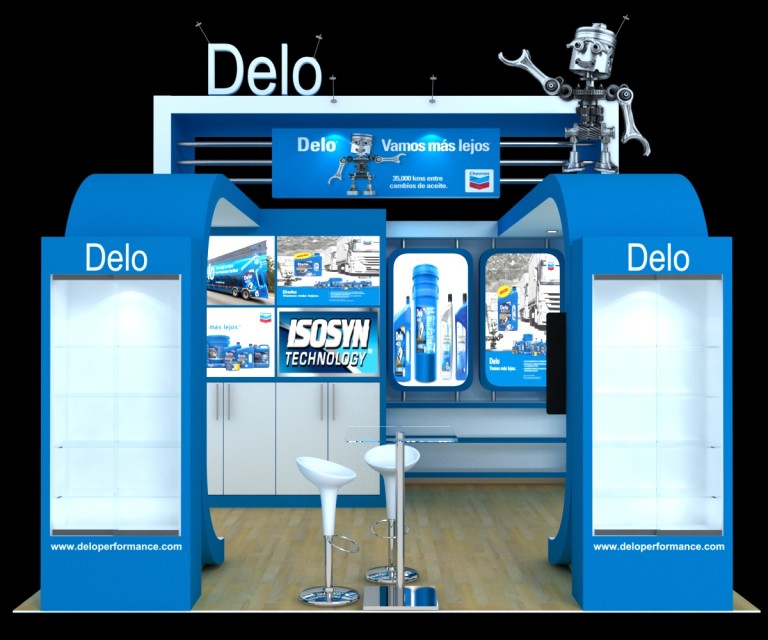 Delo
Delo
Vamos más lejos
35,000 kms entre
cambios de aceite.
Chevron
Delo
Delo
más lejos.
ISOSYN
TECHNOLOGY
Delo
Vamos más lejos
www.deloperformance.com
www.deloperformance.com